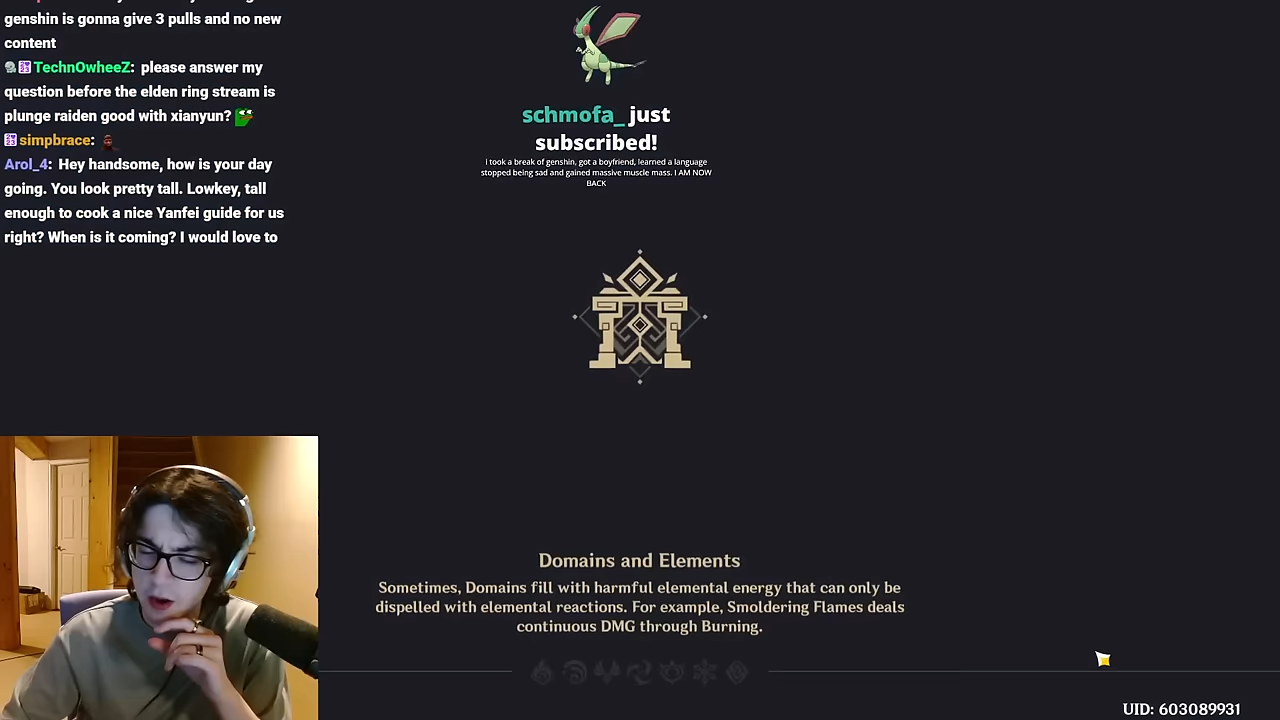 genshin is gonna give 3 pulls and no new
content
TechnOwheeZ: please answer my
question before the elden ring stream is
plunge raiden good with xianyun?
simpbrace:
Arol_4: Hey handsome, how is your day
going. You look pretty tall. Lowkey, tall
enough to cook a nice Yanfei guide for us
right? When is it coming? I would love to
schmofa_ just
subscribed!
i took a break of genshin, got a boyfriend, learned a language
stopped being sad and gained massive muscle mass. I AM NOW
BACK
Domains and Elements
Sometimes, Domains fill with harmful elemental energy that can only be
dispelled with elemental reactions. For example, Smoldering Flames deals
continuous DMG through Burning.
UID: 603089931